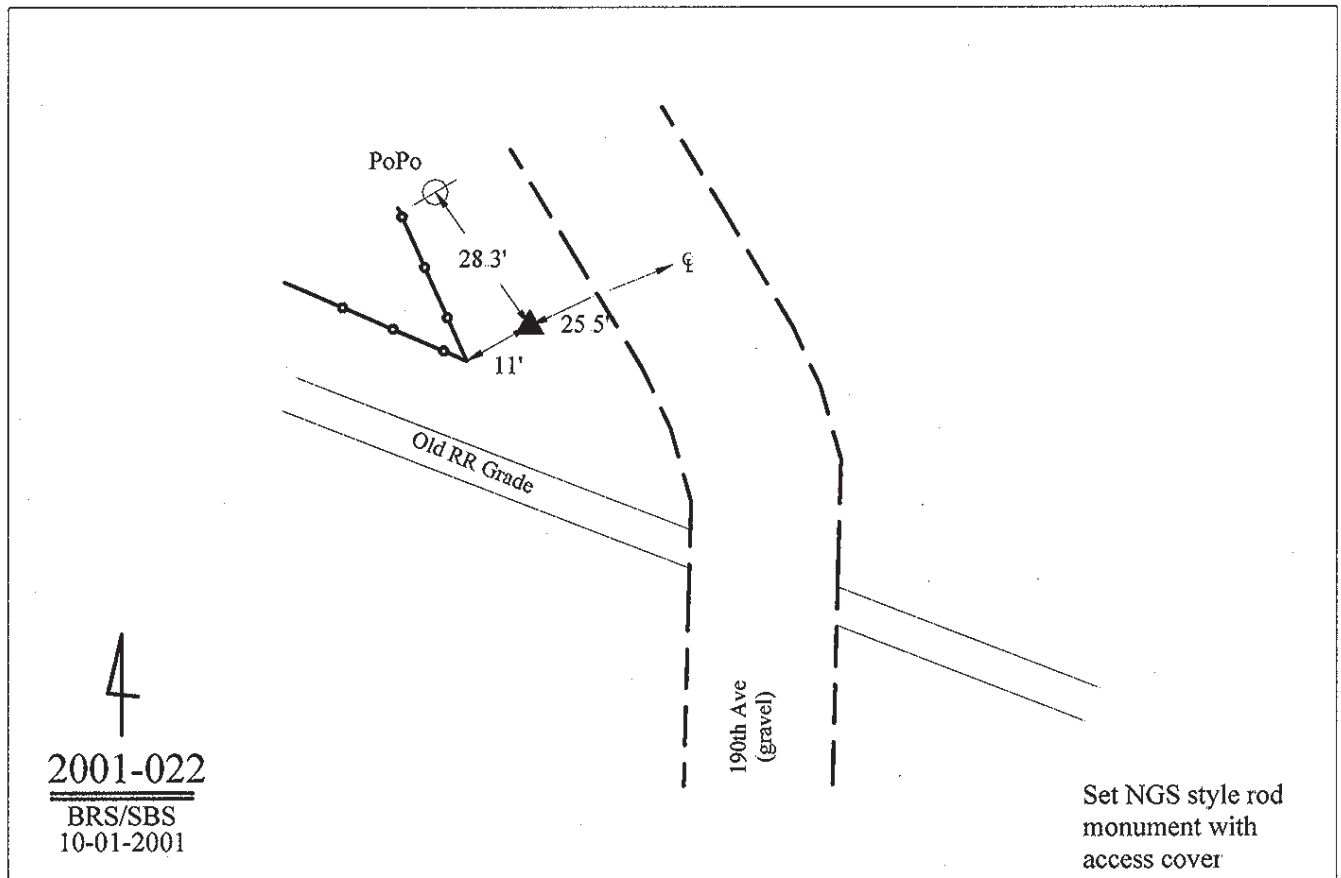 PoPo
28.3'
25.5'
℄
11'
Old RR Grade
190th Ave
(gravel)
2001-022
BRS/SBS
10-01-2001
Set NGS style rod
monument with
access cover